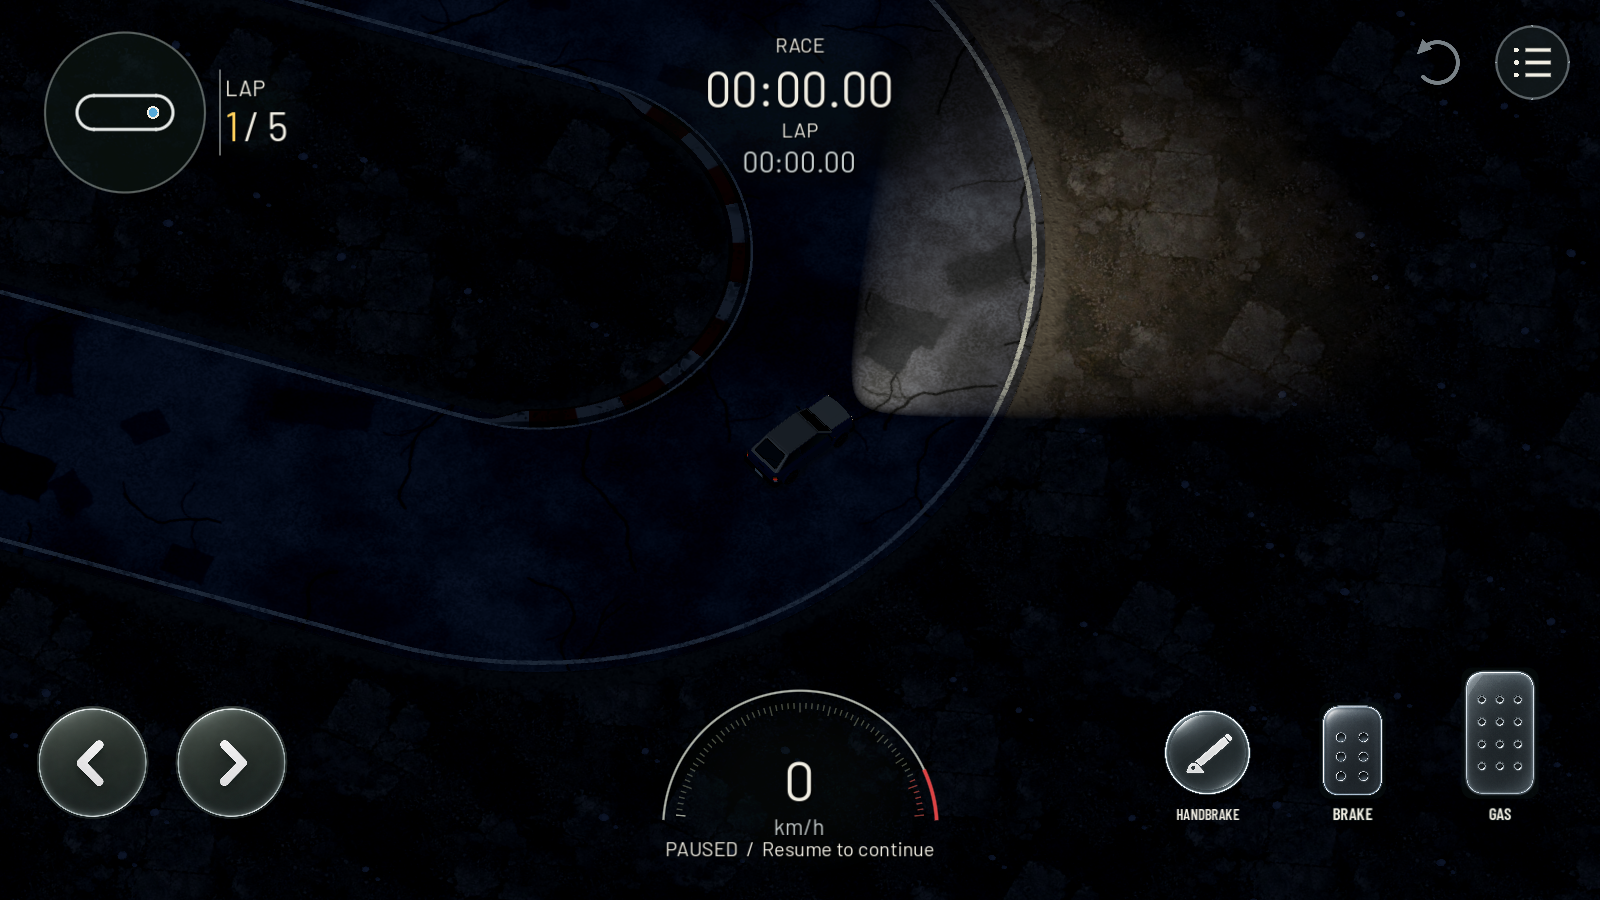 LAP
1/ 5
RACE
00:00.00
LAP
00:00.00
0
km/h
PAUSED / Resume to continue
HANDBRAKE
BRAKE
GAS